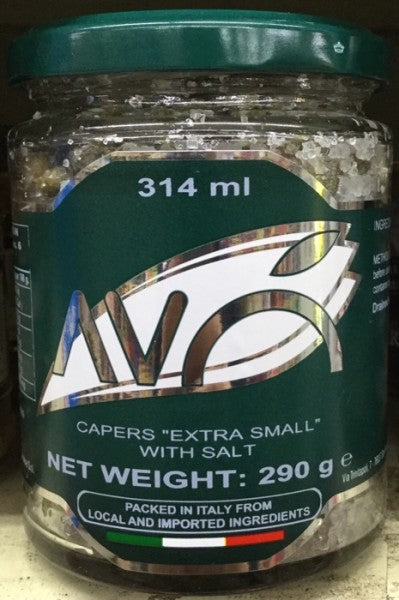 314 ml
AVO
CAPERS "EXTRA SMALL"
WITH SALT
NET WEIGHT: 290 g e
PACKED IN ITALY FROM
LOCAL AND IMPORTED INGREDIENTS